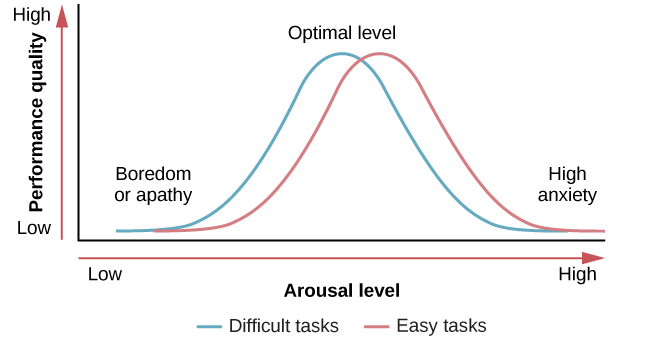 High
Optimal level
Performance quality
Boredom
or apathy
High
anxiety
Low
Low
High
Arousal level
Difficult tasks
Easy tasks